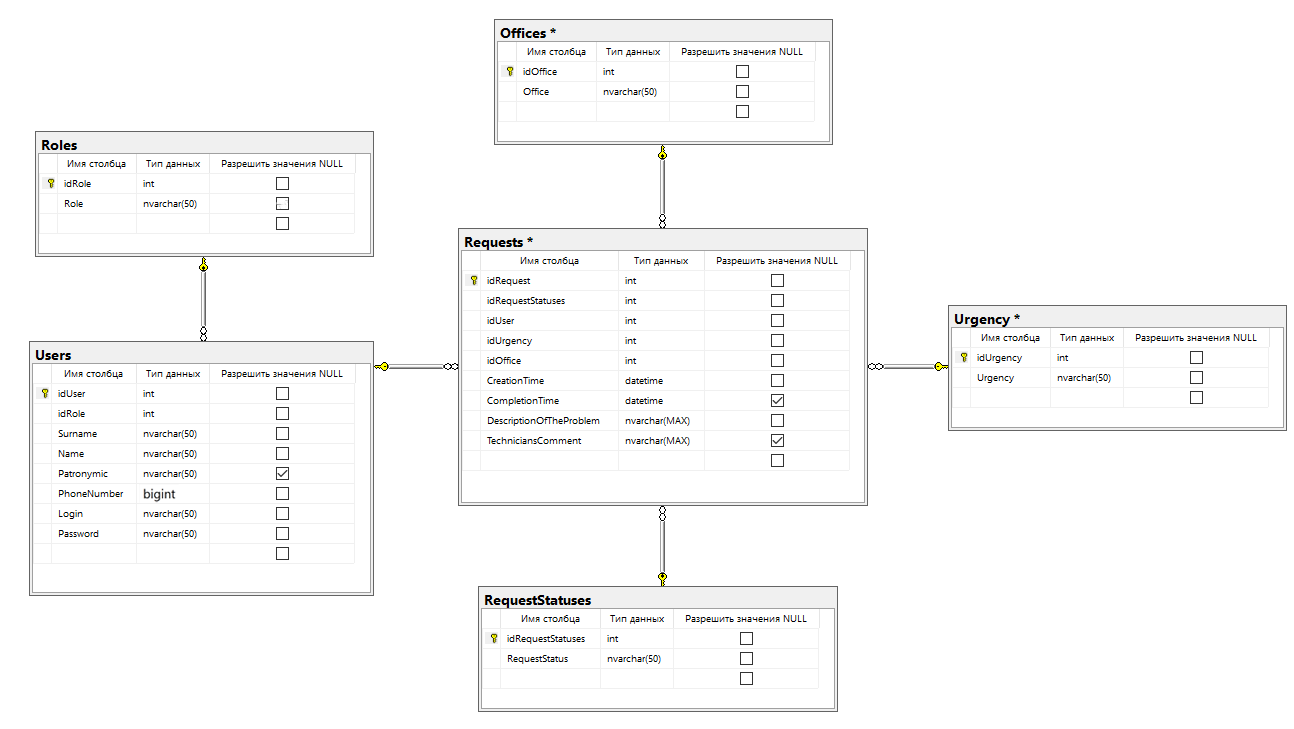 Offices *
Имя столбца Тип данных Разрешить значения NULL
idOffice int
Office nvarchar(50)
Roles
Имя столбца Тип данных Разрешить значения NULL
idRole int
Role nvarchar(50)
Requests *
Имя столбца Тип данных Разрешить значения NULL
idRequest int
idRequestStatuses int
idUser int
idUrgency int
idOffice int
CreationTime datetime
CompletionTime datetime
DescriptionOfTheProblem nvarchar(MAX)
TechniciansComment nvarchar(MAX)
Urgency *
Имя столбца Тип данных Разрешить значения NULL
idUrgency int
Urgency nvarchar(50)
Users
Имя столбца Тип данных Разрешить значения NULL
idUser int
idRole int
Surname nvarchar(50)
Name nvarchar(50)
Patronymic nvarchar(50)
PhoneNumber bigint
Login nvarchar(50)
Password nvarchar(50)
RequestStatuses
Имя столбца Тип данных Разрешить значения NULL
idRequestStatuses int
RequestStatus nvarchar(50)